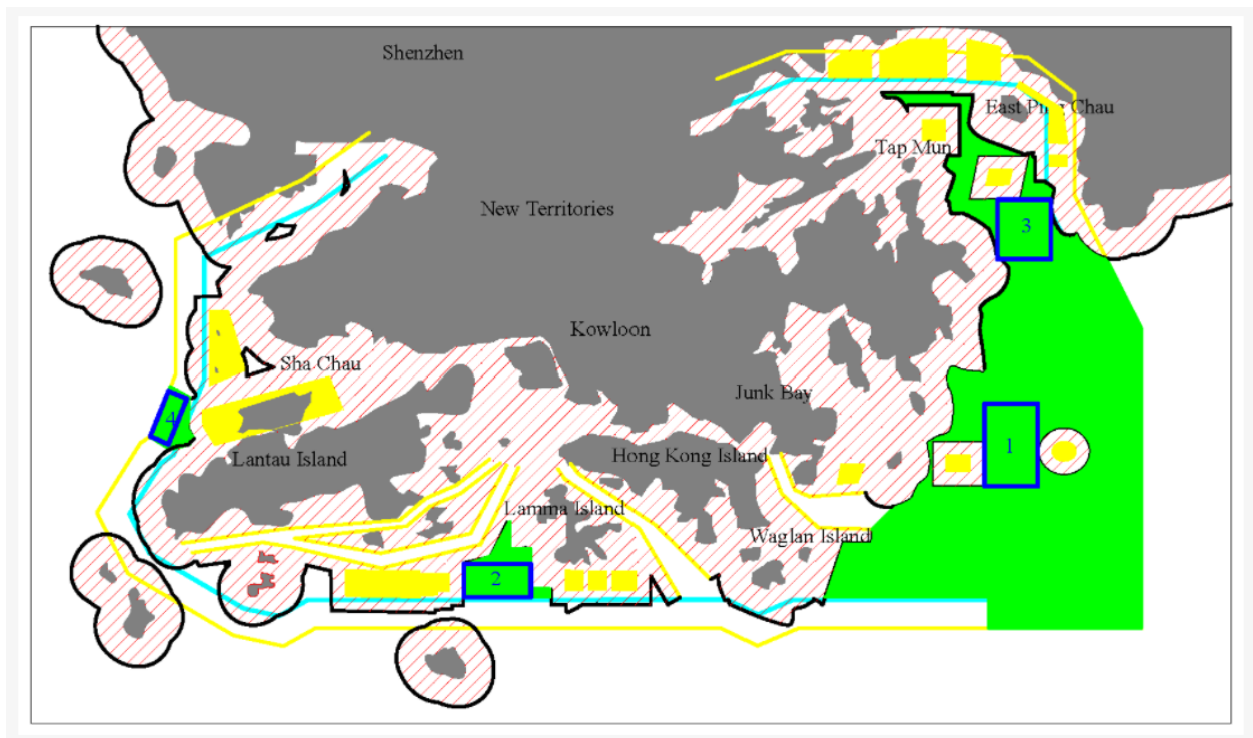 Shenzhen
East Ping Chau
Tap Mun
New Territories
3
Kowloon
Sha Chau
Junk Bay
4
1
Lantau Island
Hong Kong Island
Lamma Island
Waglan Island
2